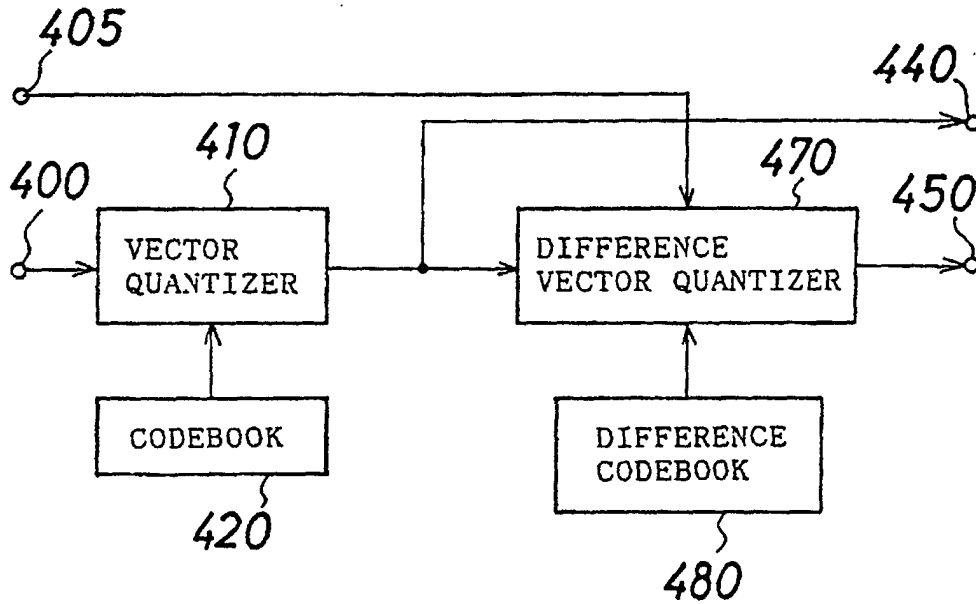 405
440
410
470
400
450
VECTOR
QUANTIZER
DIFFERENCE
VECTOR QUANTIZER
CODEBOOK
DIFFERENCE
CODEBOOK
420
480